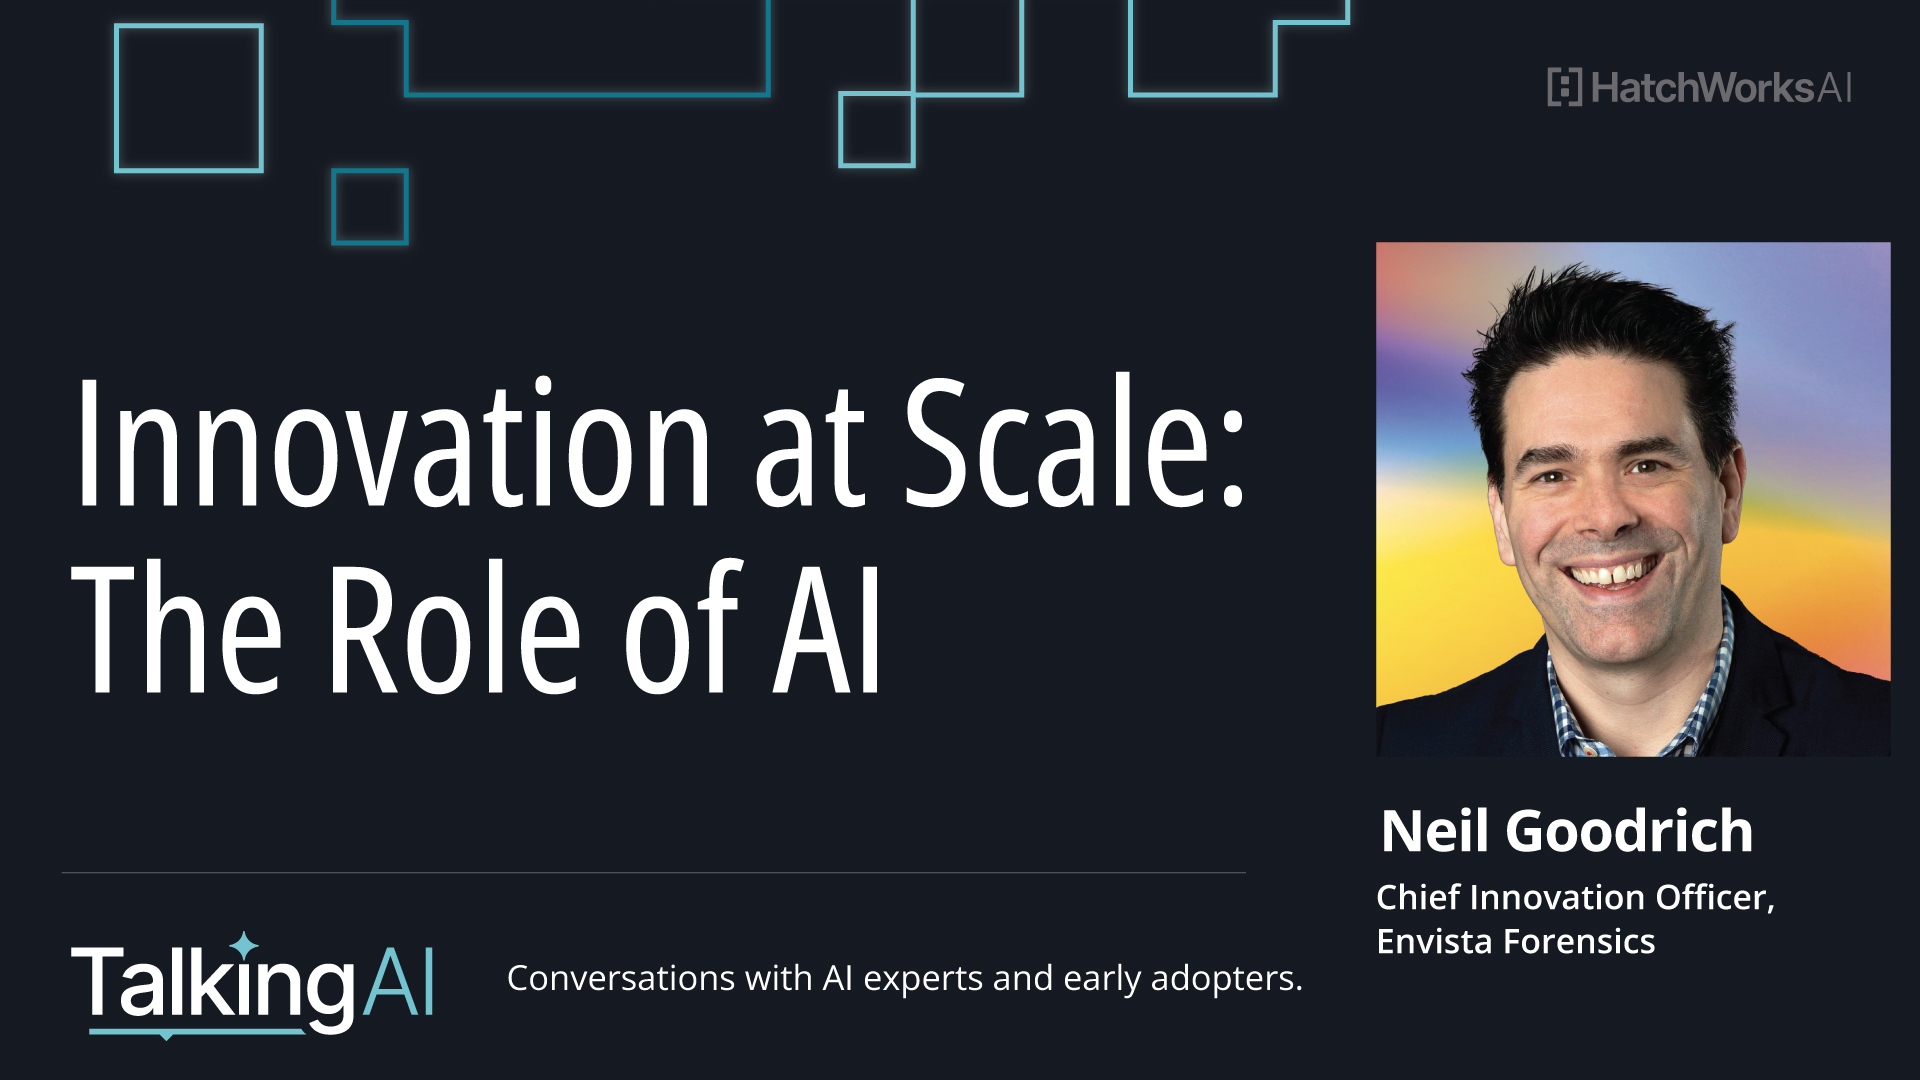 HatchWorksAI
Innovation at Scale:
The Role of AI
Neil Goodrich
Chief Innovation Officer,
Envista Forensics
TalkingAI
Conversations with AI experts and early adopters.